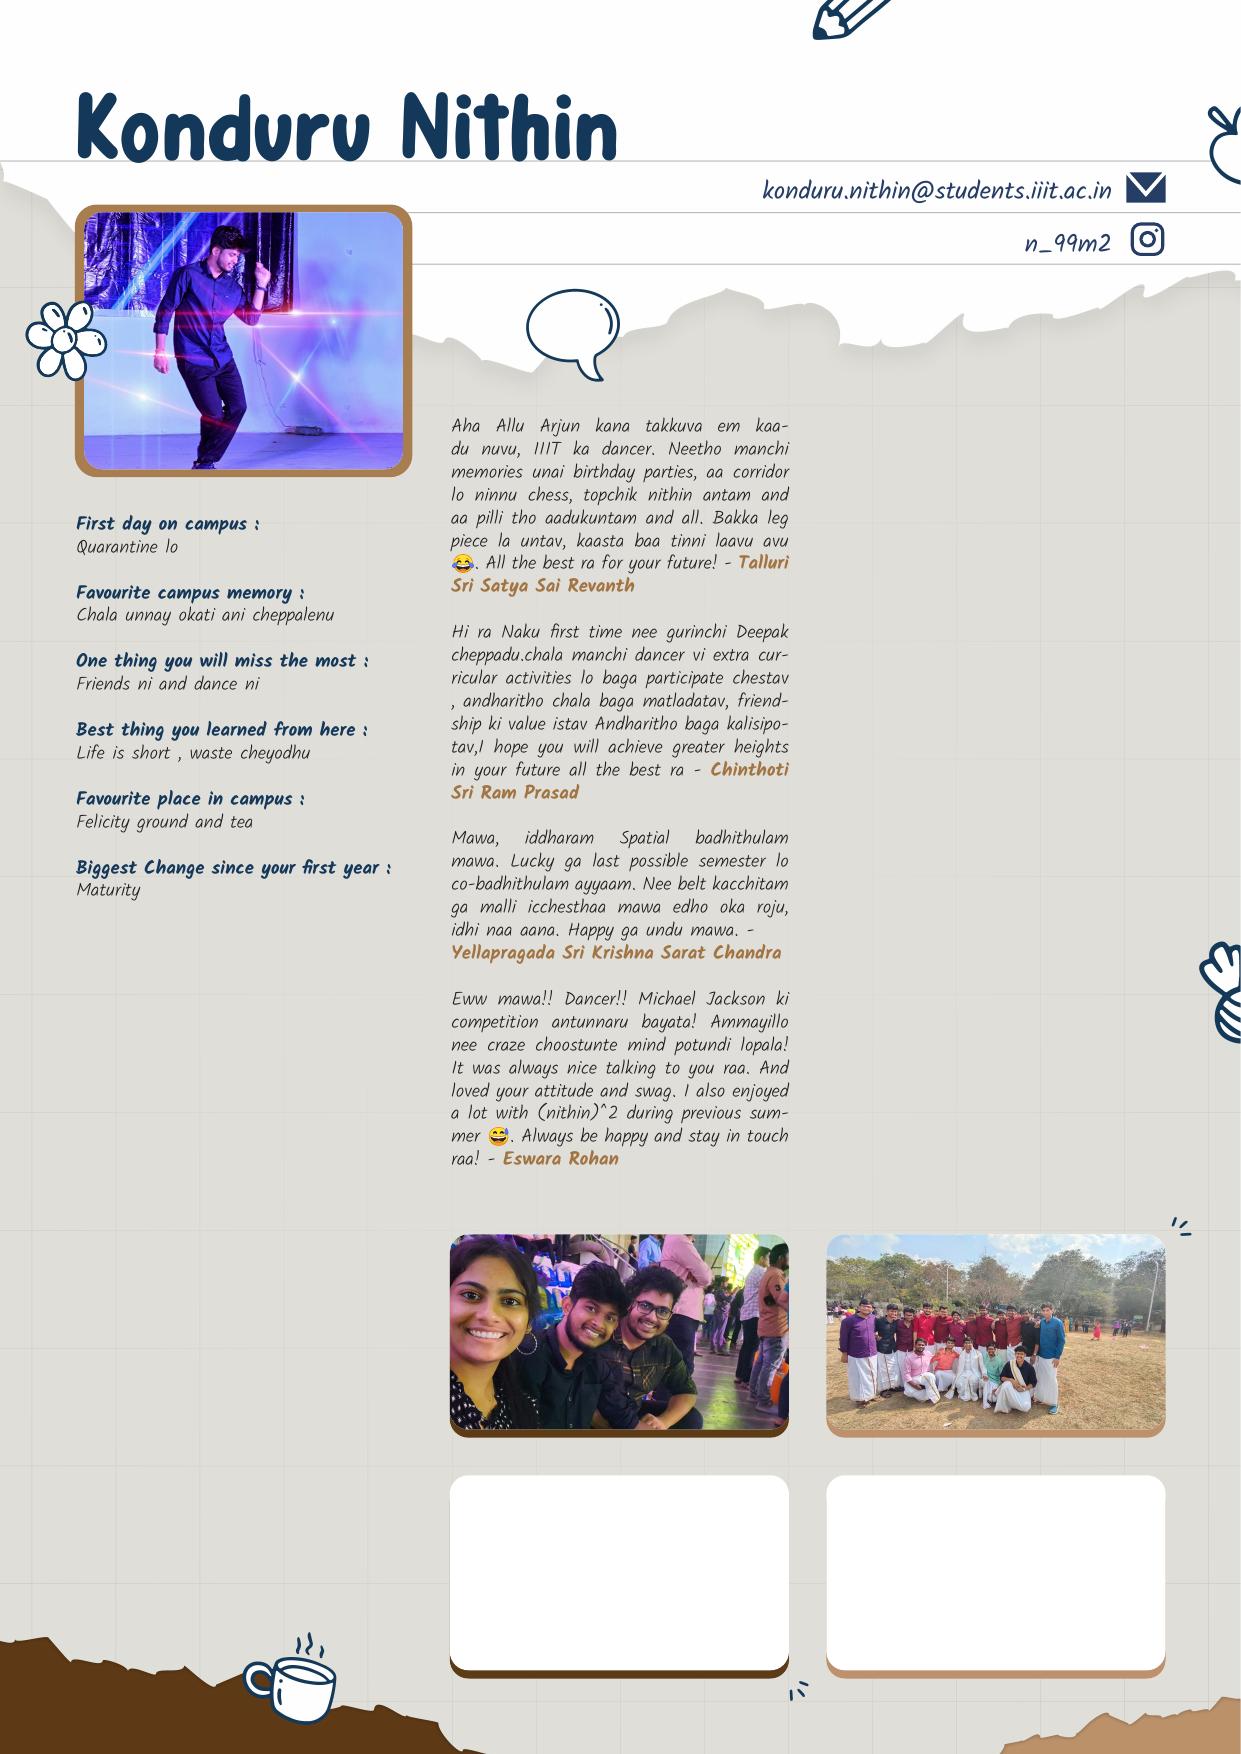 Konduru Nithin
konduru.nithin@students.iiit.ac.in
n_99m2
First day on campus :
Quarantine lo
Favourite campus memory :
Chala unnay okati ani cheppalenu
One thing you will miss the most :
Friends ni and dance ni
Best thing you learned from here :
Life is short , waste cheyodhu
Favourite place in campus :
Felicity ground and tea
Biggest Change since your first year :
Maturity
Aha Allu Arjun kana takkuva em kaa-
du nuvu, IIIT ka dancer. Neetho manchi
memories unai birthday parties, aa corridor
lo ninnu chess, topchik nithin antam and
aa pilli tho aadukuntam and all. Bakka leg
piece la untav, kaasta baa tinni laavu avu
😂. All the best ra for your future! - Talluri
Sri Satya Sai Revanth
Hi ra Naku first time nee gurinchi Deepak
cheppadu.chala manchi dancer vi extra cur-
ricular activities lo baga participate chestav
, andharitho chala baga matladatav, friend-
ship ki value istav Andharitho baga kalisipo-
tav,I hope you will achieve greater heights
in your future all the best ra - Chinthoti
Sri Ram Prasad
Mawa, iddharam Spatial badhithulam
mawa. Lucky ga last possible semester lo
co-badhithulam ayyaam. Nee belt kacchitam
ga malli icchesthaa mawa edho oka roju,
idhi naa aana. Happy ga undu mawa. -
Yellapragada Sri Krishna Sarat Chandra
Eww mawa!! Dancer!! Michael Jackson ki
competition antunnaru bayata! Ammayillo
nee craze choostunte mind potundi lopala!
It was always nice talking to you raa. And
loved your attitude and swag. I also enjoyed
a lot with (nithin)^2 during previous sum-
mer 😅. Always be happy and stay in touch
raa! - Eswara Rohan